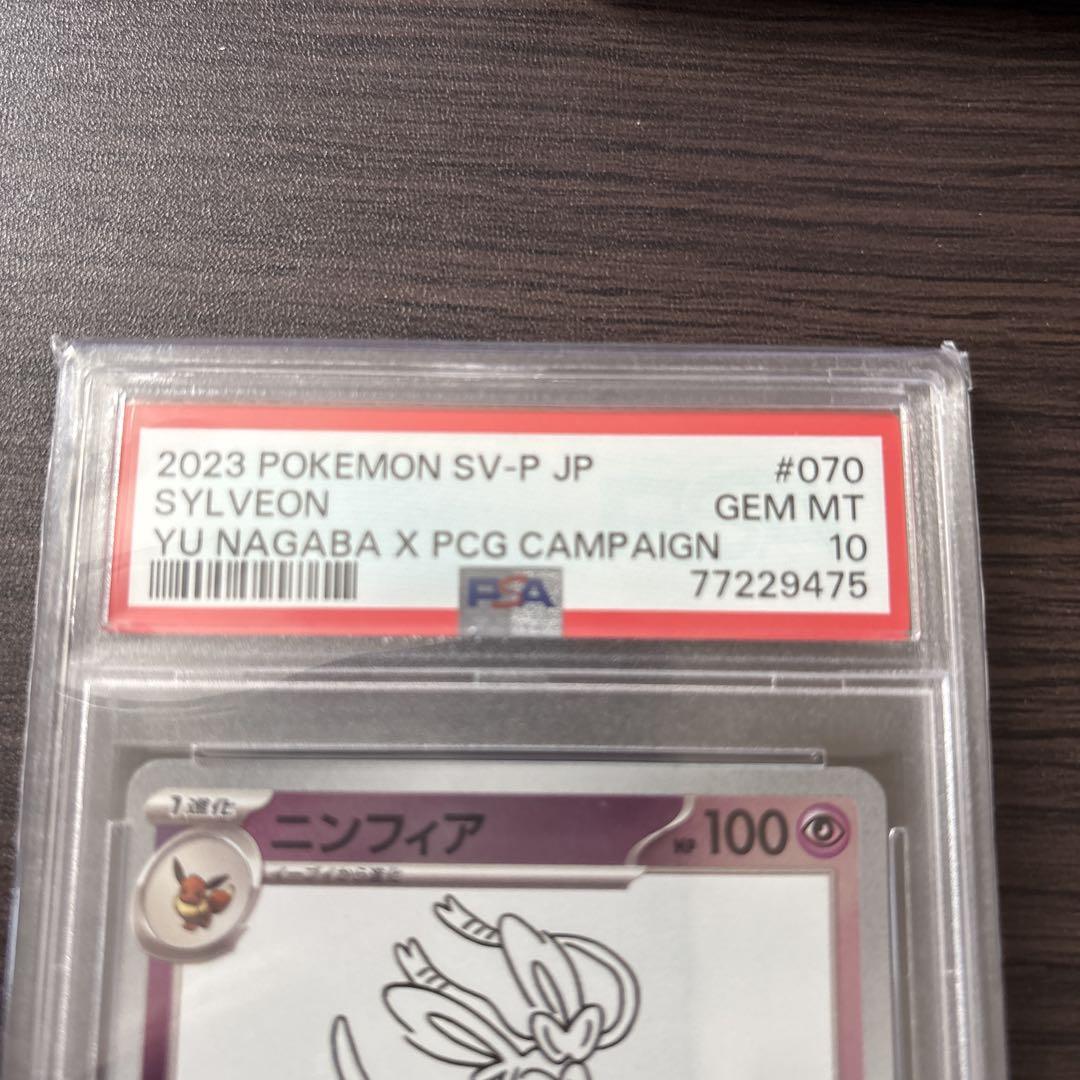 2023 POKEMON SV-P JP #070
SYLVEON GEM MT
YU NAGABA X PCG CAMPAIGN 10
77229475
PSA
1進化
ニンフィア HP 100
イーブイから進化